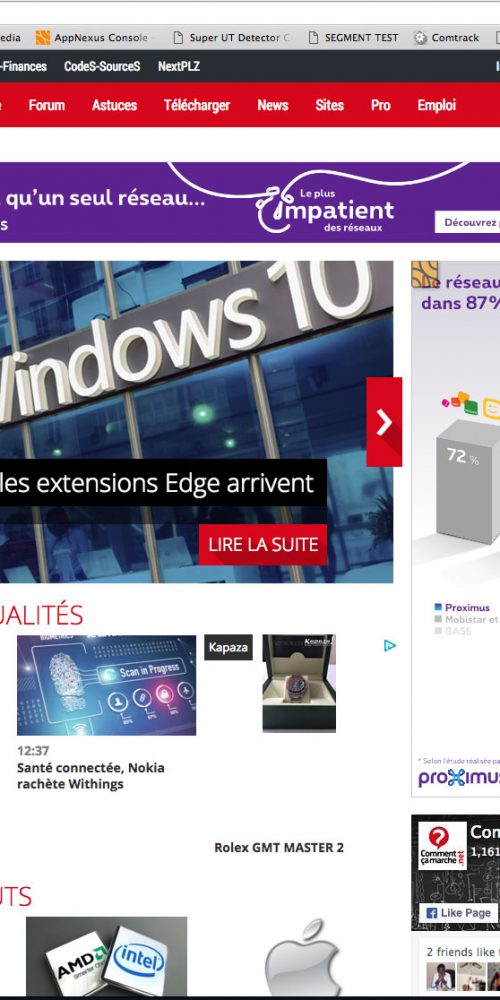 AppNexus Console
Super UT Detector
SEGMENT TEST
Comtrack
-Finances CodeS-SourceS NextPLZ
Forum Astuces Télécharger News Sites Pro Emploi
qu'un seul réseau...
Le plus
impatient
des réseaux
Découvrez
réseau
dans 87%
Windows 10
72 %
les extensions Edge arrivent
LIRE LA SUITE
Proximus
Mobistar et
BASE
UALITÉS
Scan in Progress
Kapaza
12:37
Santé connectée, Nokia
rachète Withings
* Selon l'étude réalisée
proximus
Rolex GMT MASTER 2
Comment
çamarche
.net
Com
1,161
Like Page
UTS
AMD
intel
2 friends like